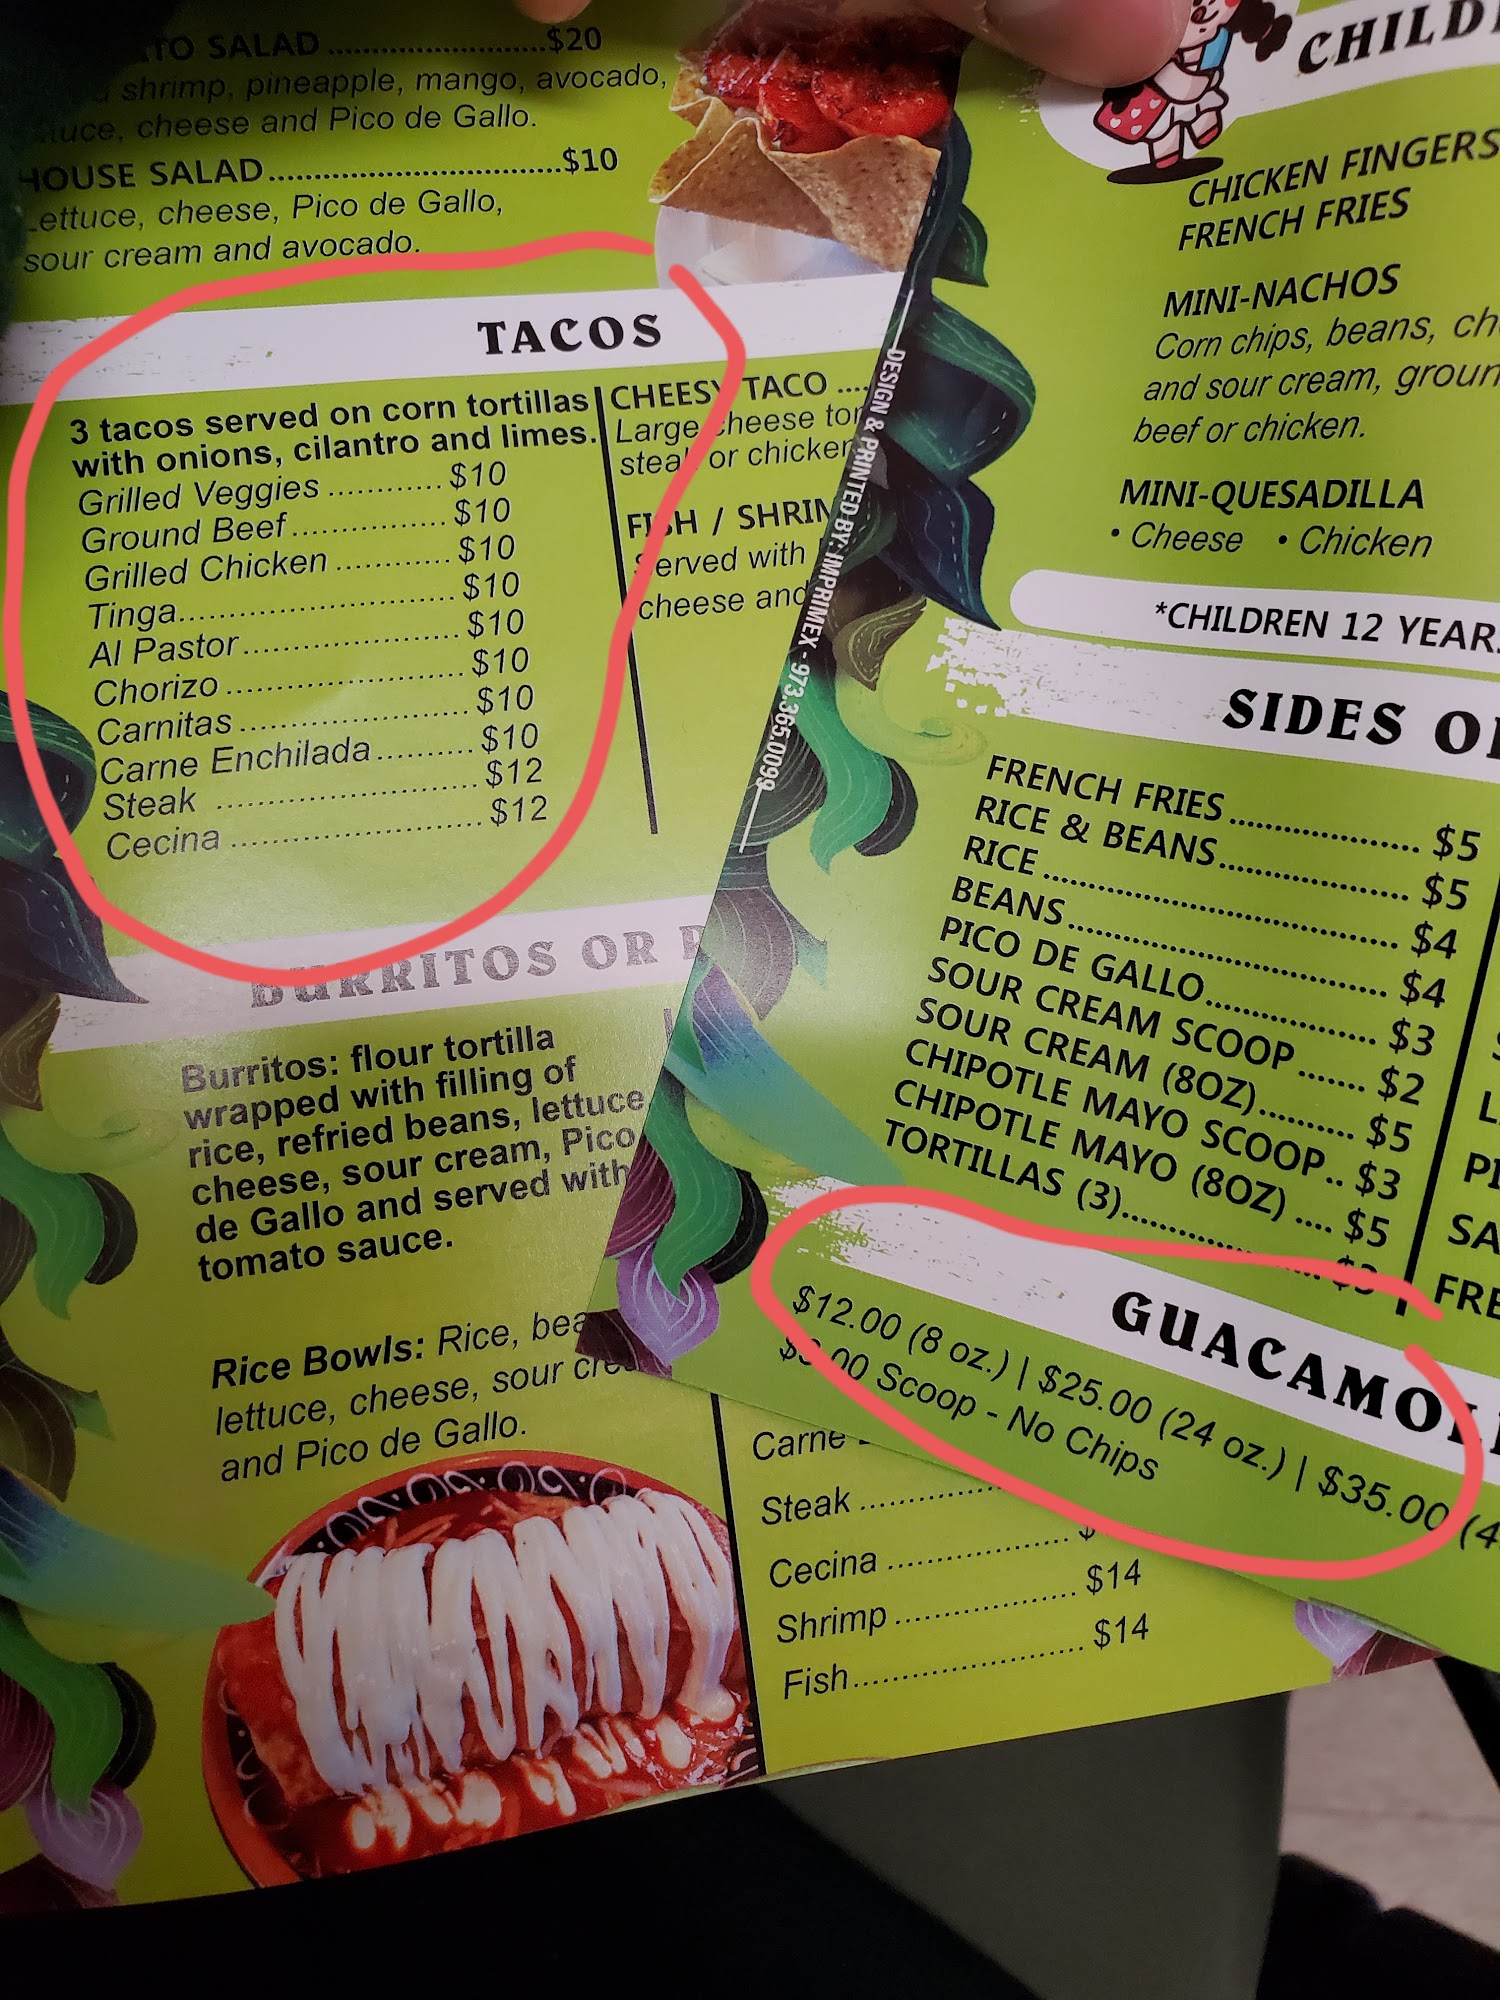 SALAD ........................ $20
shrimp, pineapple, mango, avocado,
cheese and Pico de Gallo.
HOUSE SALAD ................................ $10
Lettuce, cheese, Pico de Gallo,
sour cream and avocado.
TACOS
3 tacos served on corn tortillas
with onions, cilantro and limes.
Grilled Veggies ............ $10
Ground Beef ................ $10
Grilled Chicken ............ $10
Tinga ............................. $10
Al Pastor ....................... $10
Chorizo ......................... $10
Carnitas ........................ $10
Carne Enchilada .......... $10
Steak ............................ $12
Cecina .......................... $12
CHEESY TACO ....
Large cheese
steak or chicken
FISH /
Served with
cheese and
BURRITOS OR
Burritos: flour tortilla
wrapped with filling of
rice, refried beans, lettuce
cheese, sour cream, Pico
de Gallo and served with
tomato sauce.
Rice Bowls: Rice,
lettuce, cheese, sour
and Pico de Gallo.
Carne
Steak ..............
Cecina ..................... $
Shrimp .................... $14
Fish ......................... $14
DESIGN & PRINTED BY: IMPRIMEX - 973.365.0099
CHICKEN FINGERS
FRENCH FRIES
MINI-NACHOS
Corn chips, beans,
and sour cream,
beef or chicken.
MINI-QUESADILLA
• Cheese • Chicken
*CHILDREN 12
SIDES
FRENCH FRIES .................... $5
RICE & BEANS .................... $5
RICE .................................... $4
BEANS ................................. $4
PICO DE GALLO .................. $3
SOUR CREAM SCOOP ....... $2
SOUR CREAM (8OZ) .......... $5
CHIPOTLE MAYO SCOOP .. $3
CHIPOTLE MAYO (8OZ) .... $5
TORTILLAS (3) .................... $3
$12.00 (8 oz.) | $25.00 (24 oz.) | $35.00
Scoop - No Chips